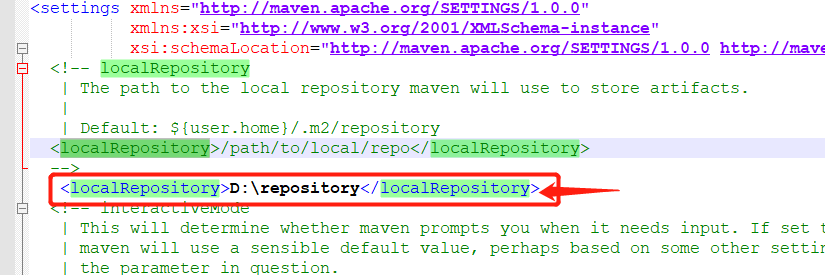 <settings xmlns="http://maven.apache.org/SETTINGS/1.0.0"
xmlns:xsi="http://www.w3.org/2001/XMLSchema-instance"
xsi:schemaLocation="http://maven.apache.org/SETTINGS/1.0.0 http://mave
<!-- localRepository
| The path to the local repository maven will use to store artifacts.
|
| Default: ${user.home}/.m2/repository
<localRepository>/path/to/local/repo</localRepository>
-->
<localRepository>D:\repository</localRepository>
<!-- interactiveMode
| This will determine whether maven prompts you when it needs input. If set t
| maven will use a sensible default value, perhaps based on some other setting
| the parameter in question.